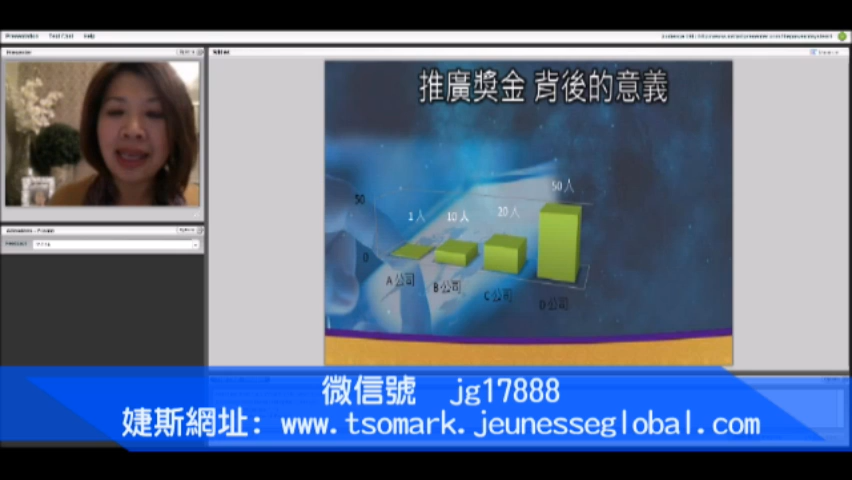 Help
推廣獎金 背後的意義
50人
50
20人
1人
10人
0
A公司
B公司
C公司
D公司
微信號 jg17888
婕斯網址: www.tsomark.jeunesseglobal.com